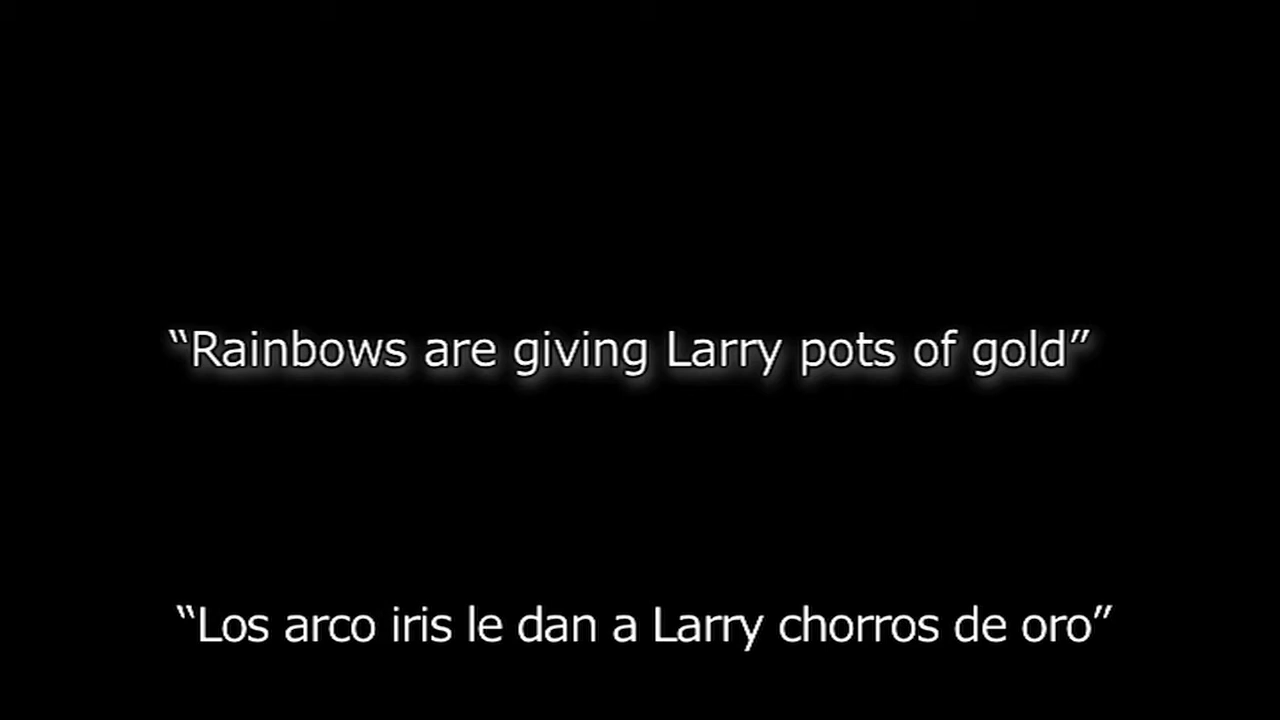 “Rainbows are giving Larry pots of gold”
“Los arco iris le dan a Larry chorros de oro”